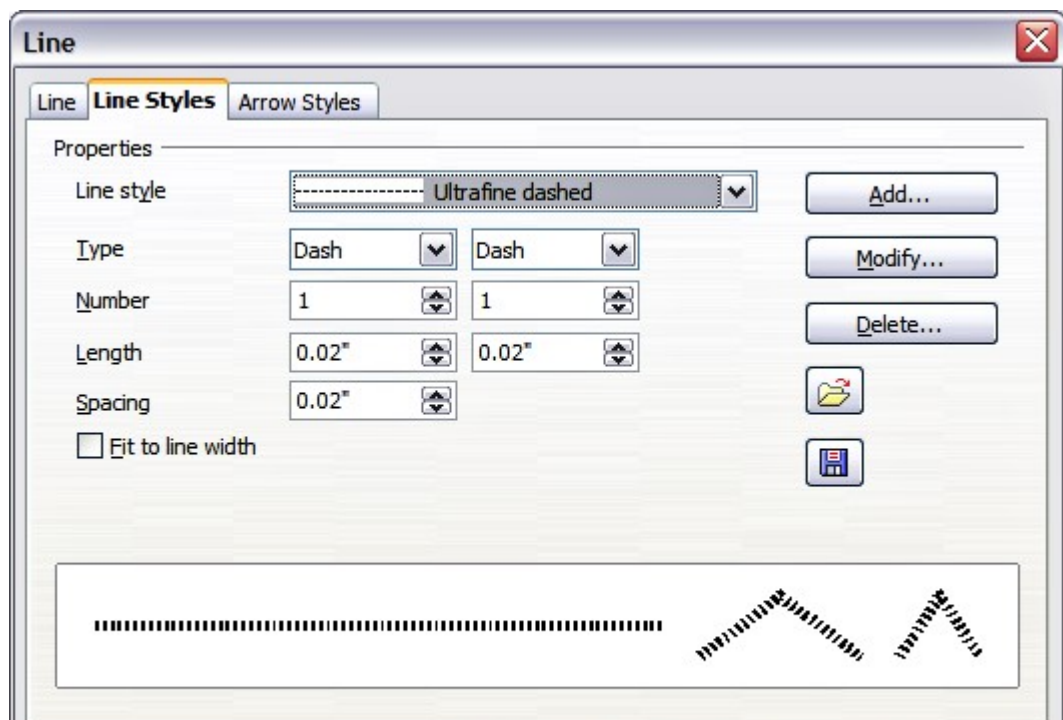 Line
Line Line Styles Arrow Styles
Properties
Line style Ultrafine dashed Add...
Type Dash Dash Modify...
Number 1 1
Delete...
Length 0.02" 0.02"
Spacing 0.02"
Fit to line width